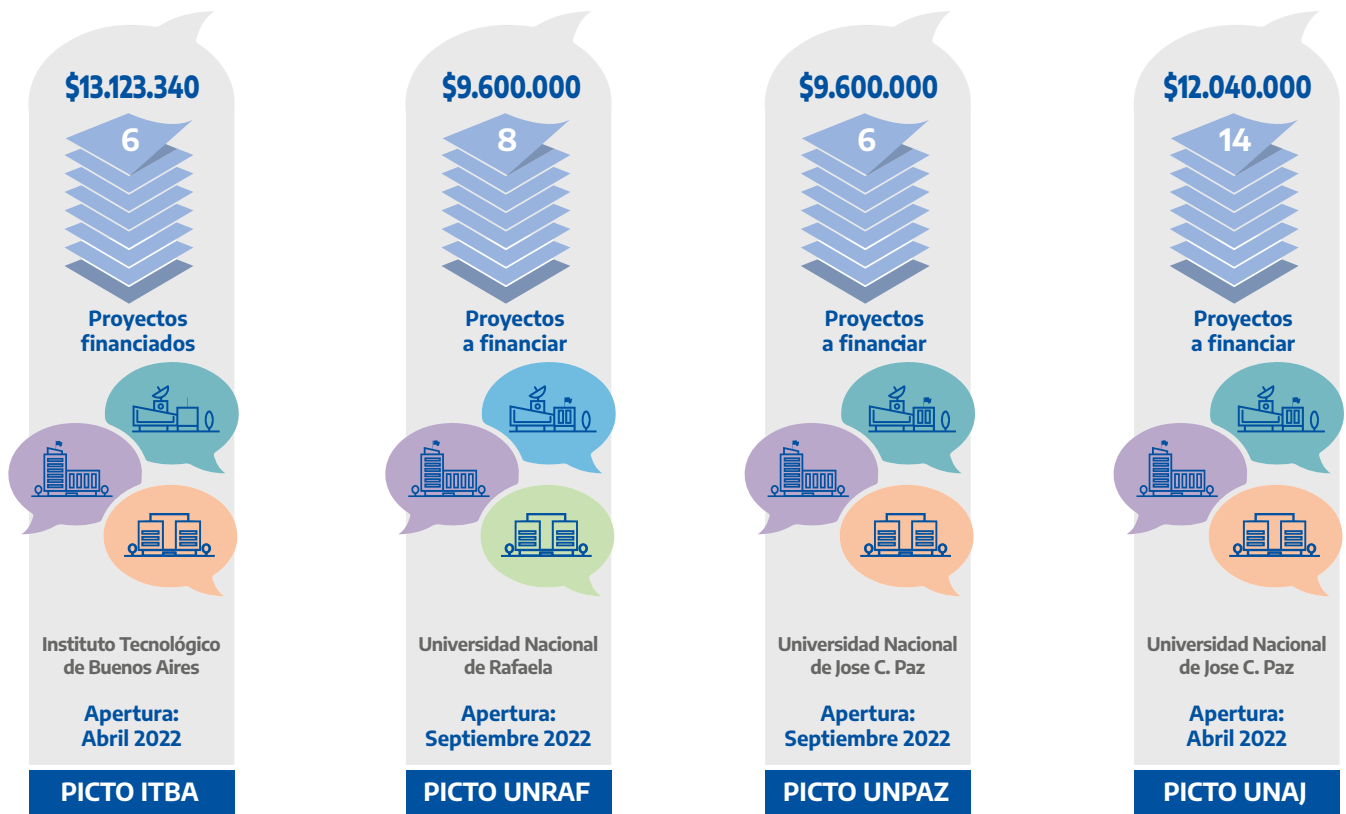 $13.123.340
6
Proyectos
financiados
Instituto Tecnológico
de Buenos Aires
Apertura:
Abril 2022
PICTO ITBA
$9.600.000
8
Proyectos
a financiar
Universidad Nacional
de Rafaela
Apertura:
Septiembre 2022
PICTO UNRAF
$9.600.000
6
Proyectos
a financiar
Universidad Nacional
de Jose C. Paz
Apertura:
Septiembre 2022
PICTO UNPAZ
$12.040.000
14
Proyectos
a financiar
Universidad Nacional
de Jose C. Paz
Apertura:
Abril 2022
PICTO UNAJ